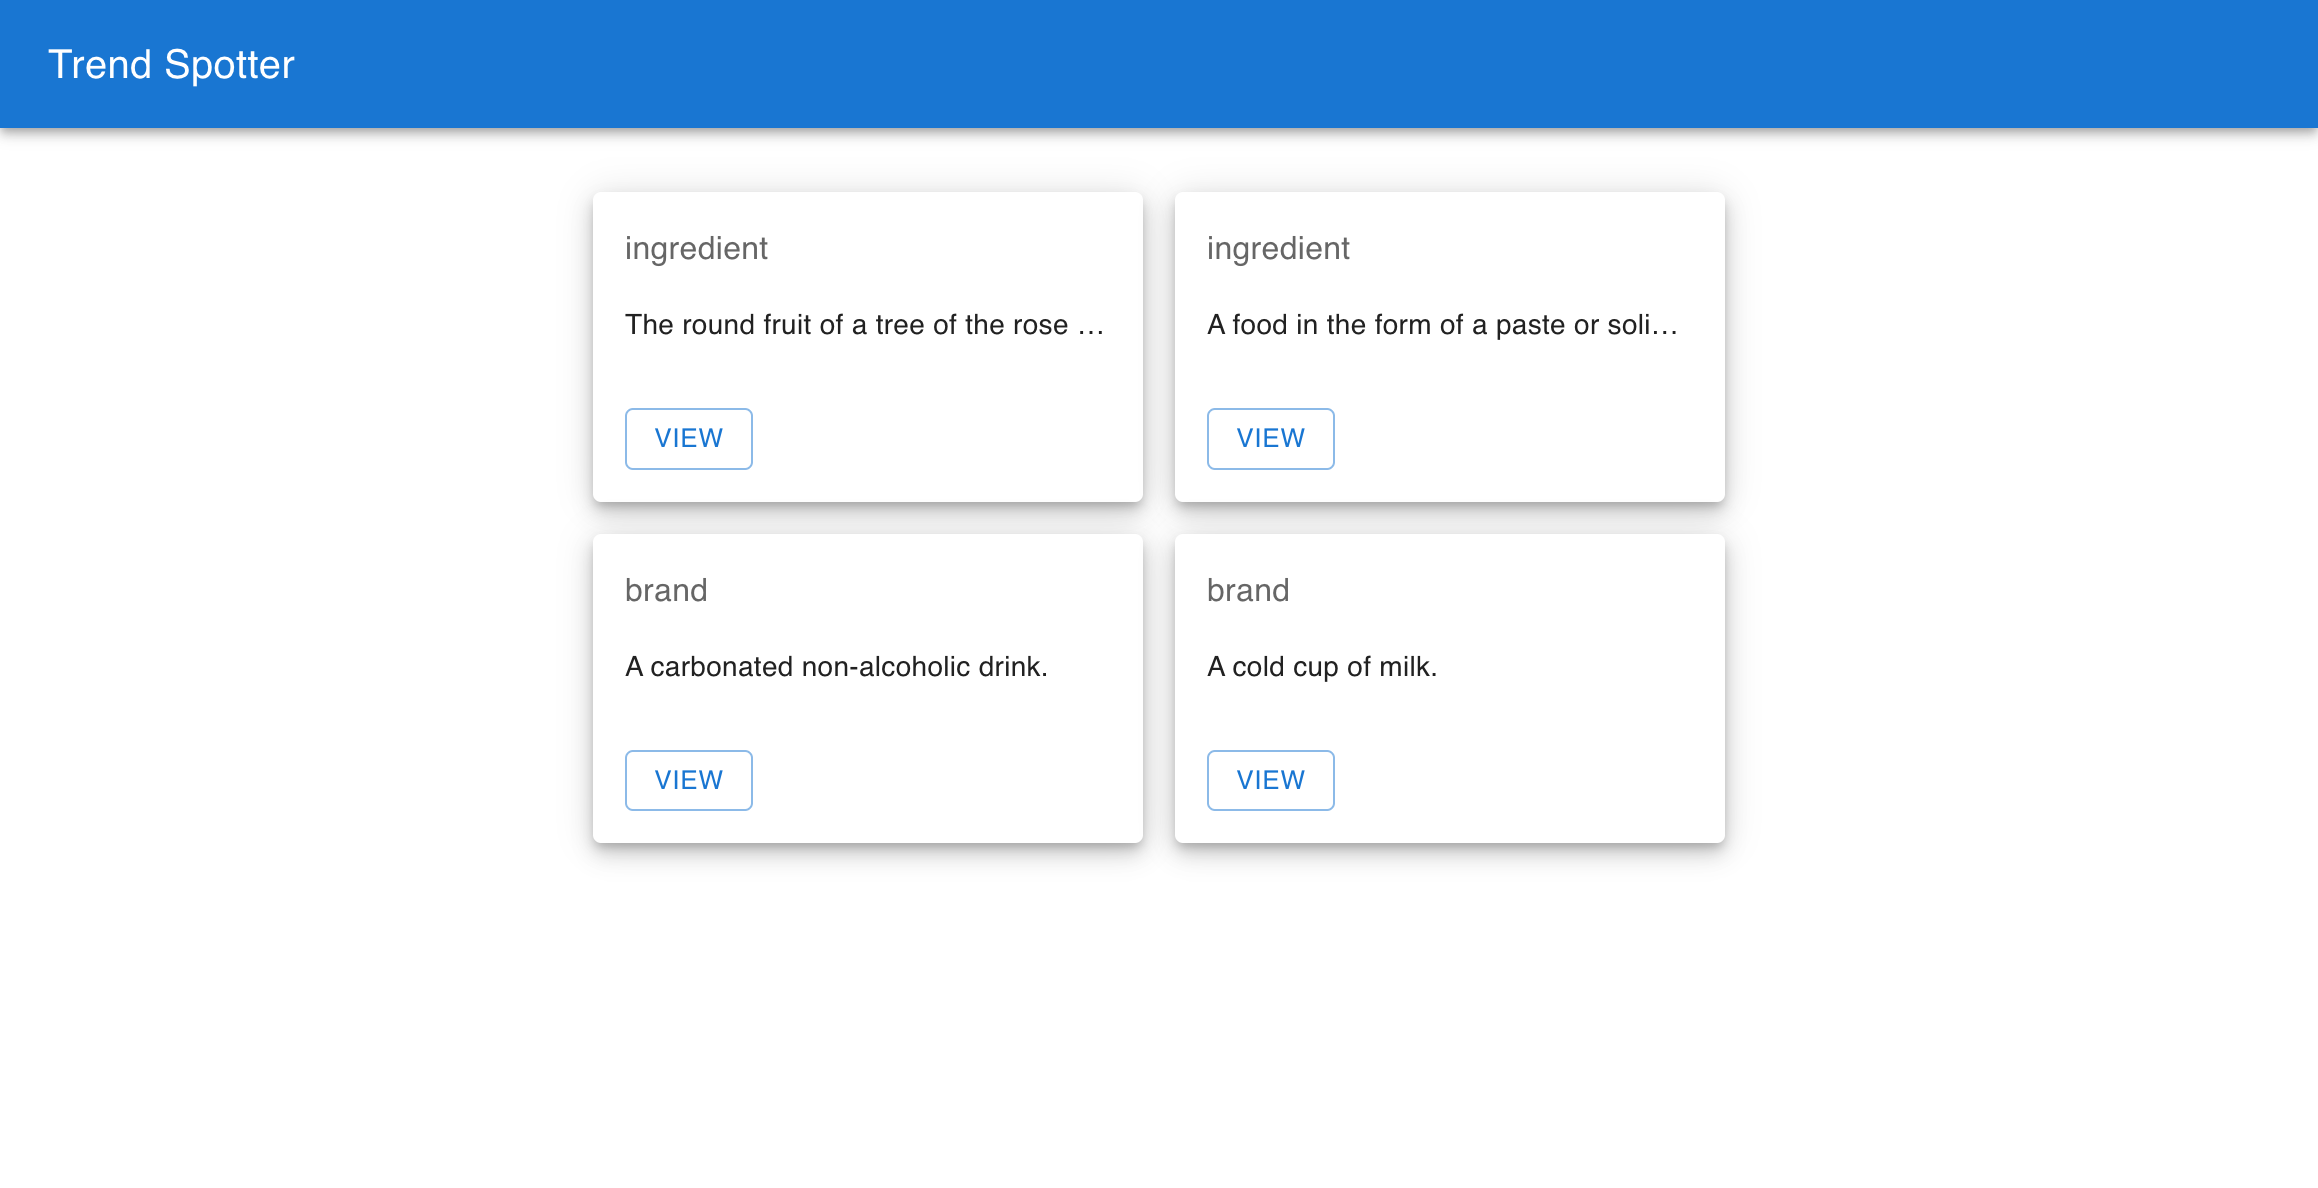 Trend Spotter
ingredient
The round fruit of a tree of the rose …
VIEW
ingredient
A food in the form of a paste or soli…
VIEW
brand
A carbonated non-alcoholic drink.
VIEW
brand
A cold cup of milk.
VIEW